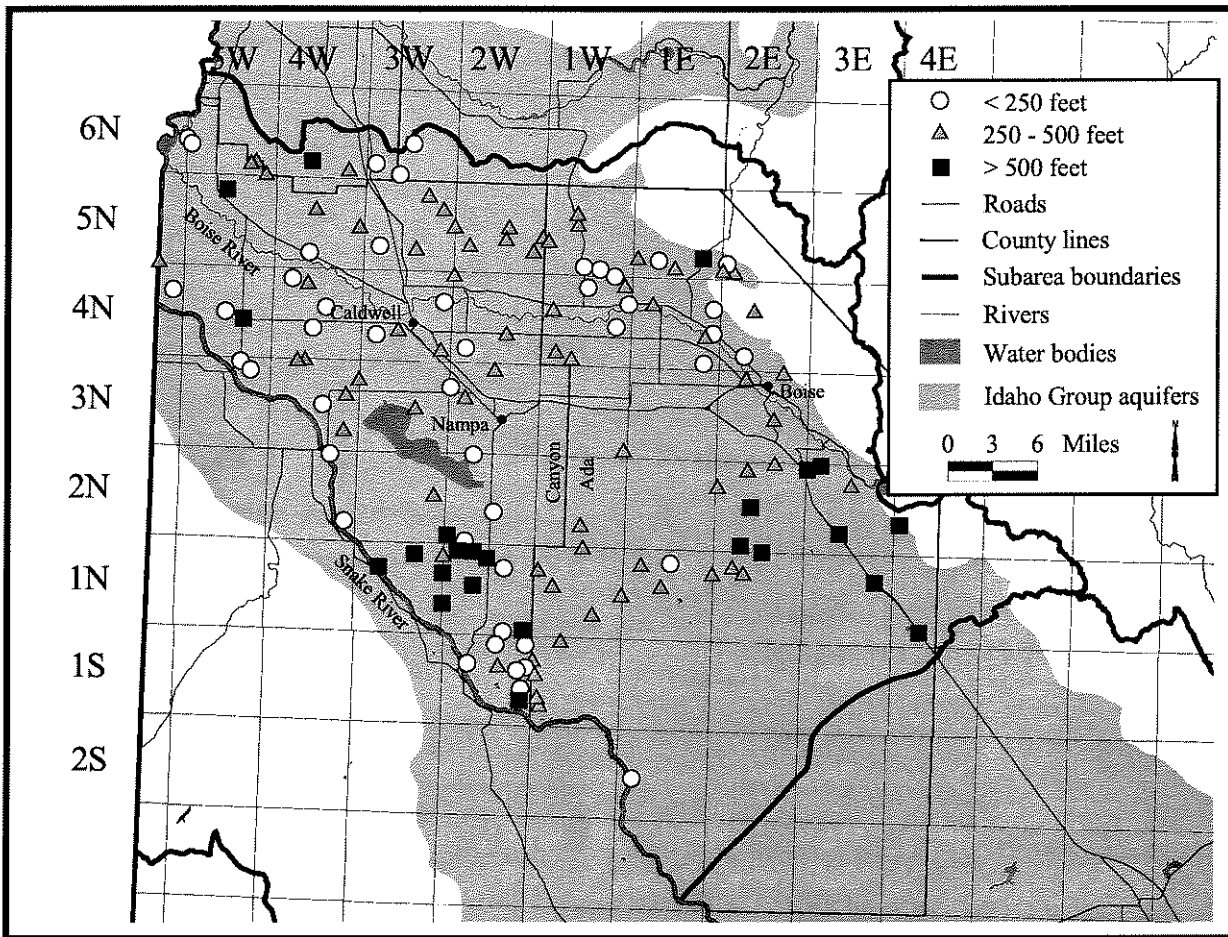 5W 4W 3W 2W 1W 1E 2E 3E 4E
6N
5N
4N
3N
2N
1N
1S
2S
Boise River
Caldwell
Nampa
Boise
Canyon
Ada
Snake River
< 250 feet
250 - 500 feet
> 500 feet
Roads
County lines
Subarea boundaries
Rivers
Water bodies
Idaho Group aquifers
0 3 6 Miles